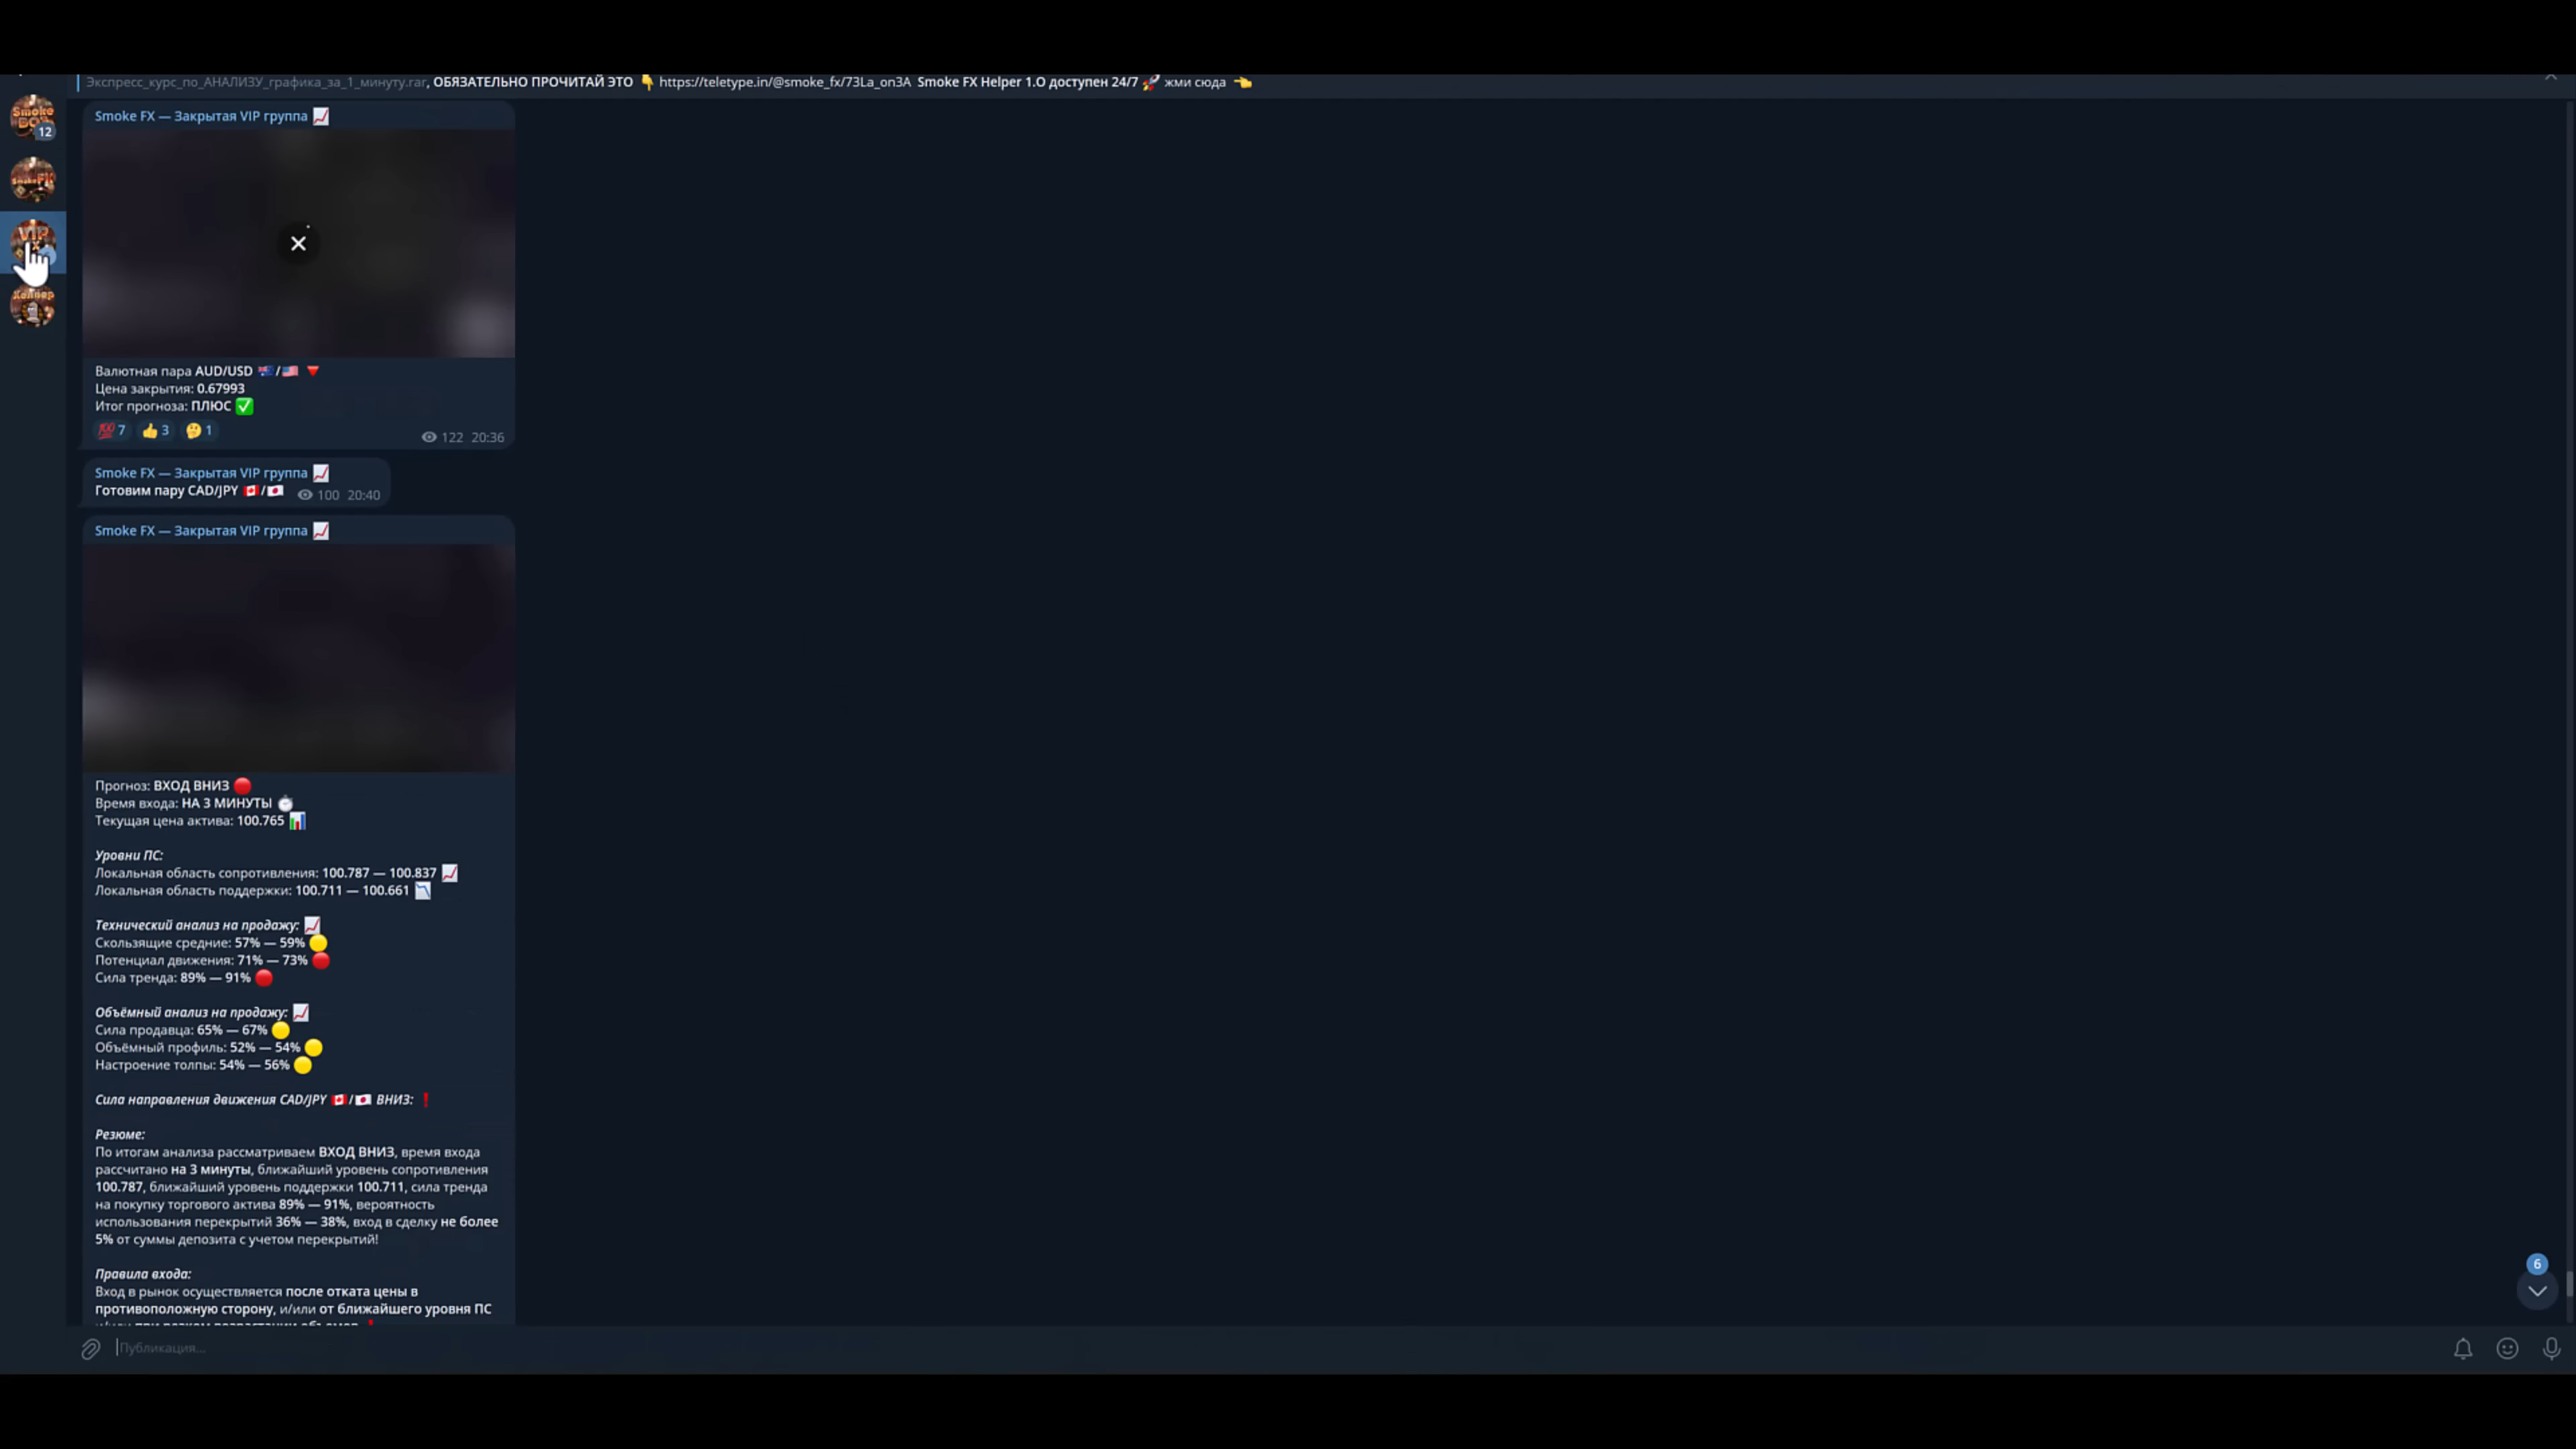 Экспресс_курс_по_АНАЛИЗУ_графика_за_1_минуту.rar, ОБЯЗАТЕЛЬНО ПРОЧИТАЙ ЭТО 👇 https://teletype.in/@smoke_fx/73La_on3A Smoke FX Helper 1.O доступен 24/7 🚀 жми сюда 👈
Smoke
12
SmokeFX
VIP
Smoke FX — Закрытая VIP группа 📈
Валютная пара AUD/USD 🇦🇺/🇺🇸 🔻
Цена закрытия: 0.67993
Итог прогноза: ПЛЮС ✅
💯 7 👍 3 🤔 1
122 20:36
Smoke FX — Закрытая VIP группа 📈
Готовим пару CAD/JPY 🇨🇦/🇯🇵 100 20:40
Smoke FX — Закрытая VIP группа 📈
Прогноз: ВХОД ВНИЗ 🔴
Время входа: НА 3 МИНУТЫ ⏱
Текущая цена актива: 100.765 📊
Уровни ПС:
Локальная область сопротивления: 100.787 — 100.837 📈
Локальная область поддержки: 100.711 — 100.661 📉
Технический анализ на продажу: 📈
Скользящие средние: 57% — 59% 🟡
Потенциал движения: 71% — 73% 🔴
Сила тренда: 89% — 91% 🔴
Объёмный анализ на продажу: 📈
Сила продавца: 65% — 67% 🟡
Объёмный профиль: 52% — 54% 🟡
Настроение толпы: 54% — 56% 🟡
Сила направления движения CAD/JPY 🇨🇦/🇯🇵 ВНИЗ: ❗
Резюме:
По итогам анализа рассматриваем ВХОД ВНИЗ, время входа
рассчитано на 3 минуты, ближайший уровень сопротивления
100.787, ближайший уровень поддержки 100.711, сила тренда
на покупку торгового актива 89% — 91%, вероятность
использования перекрытий 36% — 38%, вход в сделку не более
5% от суммы депозита с учетом перекрытий!
Правила входа:
Вход в рынок осуществляется после отката цены в
противоположную сторону, и/или от ближайшего уровня ПС
6
Публикация...